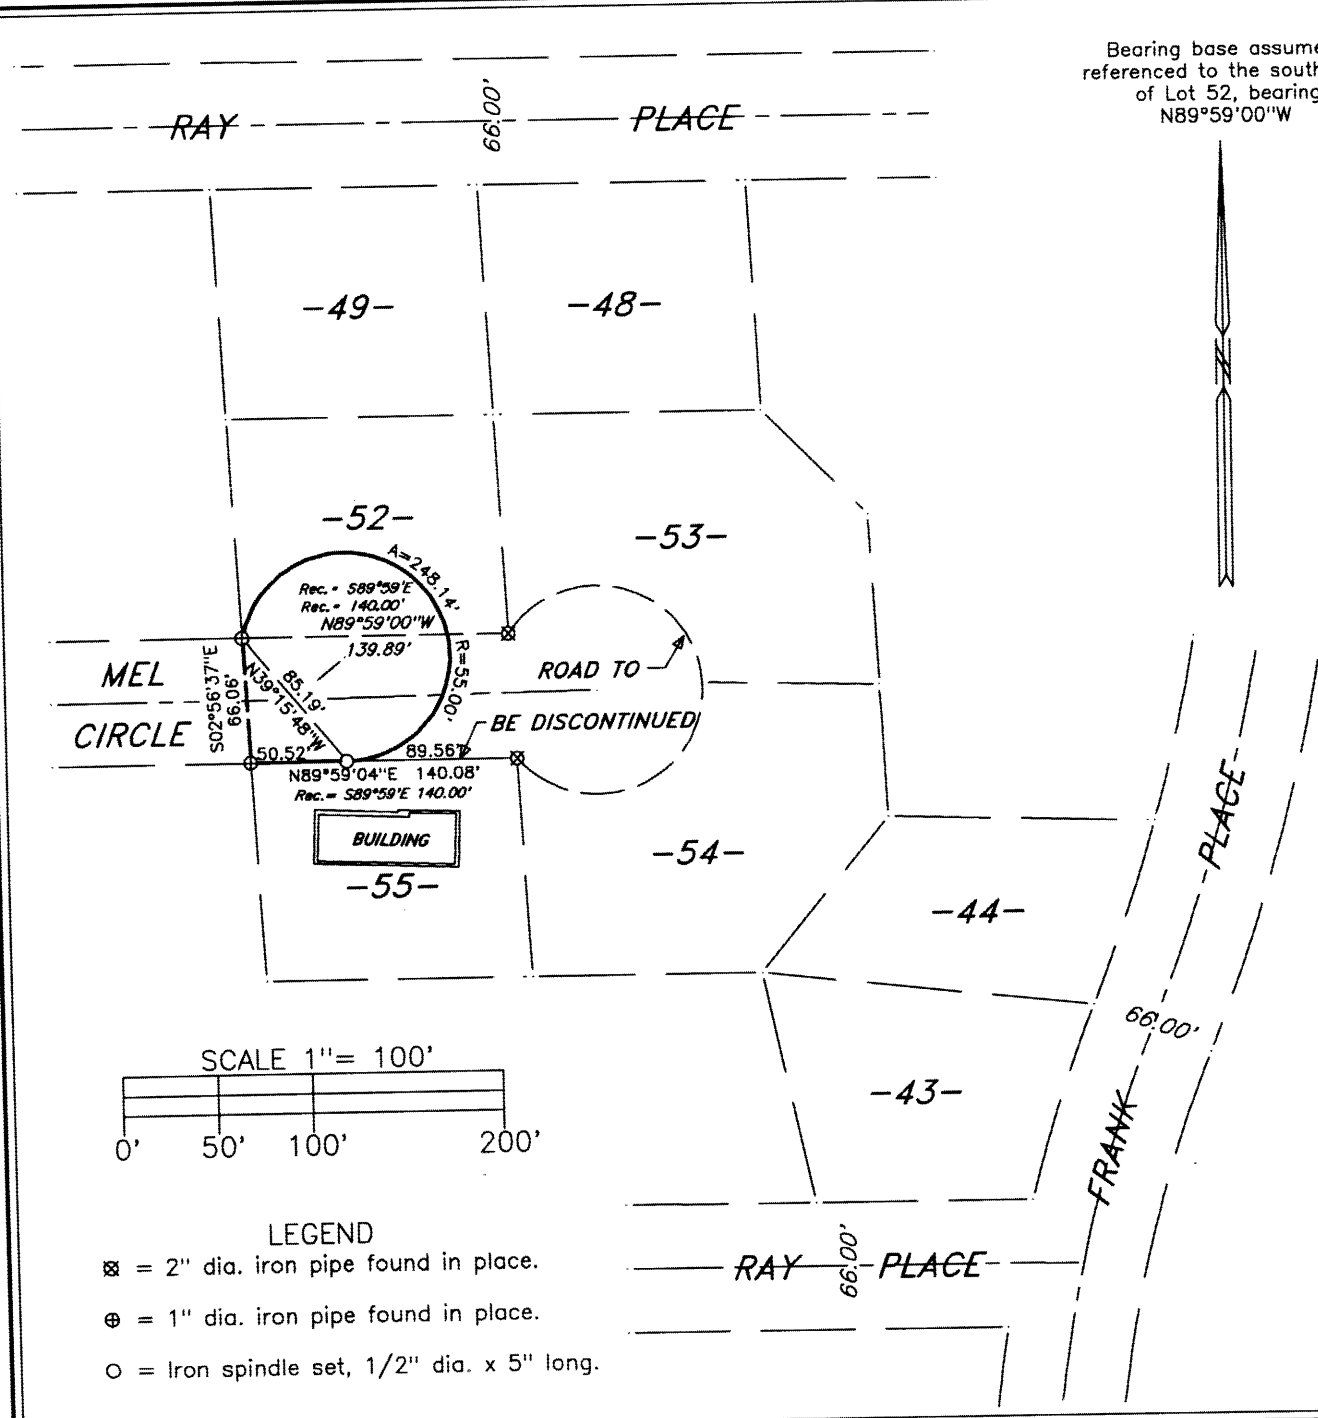 Bearing base assume
referenced to the south
of Lot 52, bearing
N89°59'00"W
RAY PLACE
66.00'
-49-
-48-
-52-
-53-
A=248.14'
Rec.= S89°59'E
Rec.= 140.00'
N89°59'00"W
139.89'
R=55.00'
MEL
CIRCLE
S02°56'37"E
66.06'
85.19'
N39°15'48"W
ROAD TO
BE DISCONTINUED
50.52'
89.56'
N89°59'04"E 140.08'
Rec.= S89°59'E 140.00'
BUILDING
-55-
-54-
-44-
PLACE
66.00'
-43-
FRANK
SCALE 1"= 100'
0' 50' 100' 200'
LEGEND
= 2" dia. iron pipe found in place.
⊕ = 1" dia. iron pipe found in place.
○ = Iron spindle set, 1/2" dia. x 5" long.
RAY PLACE
66.00'
N